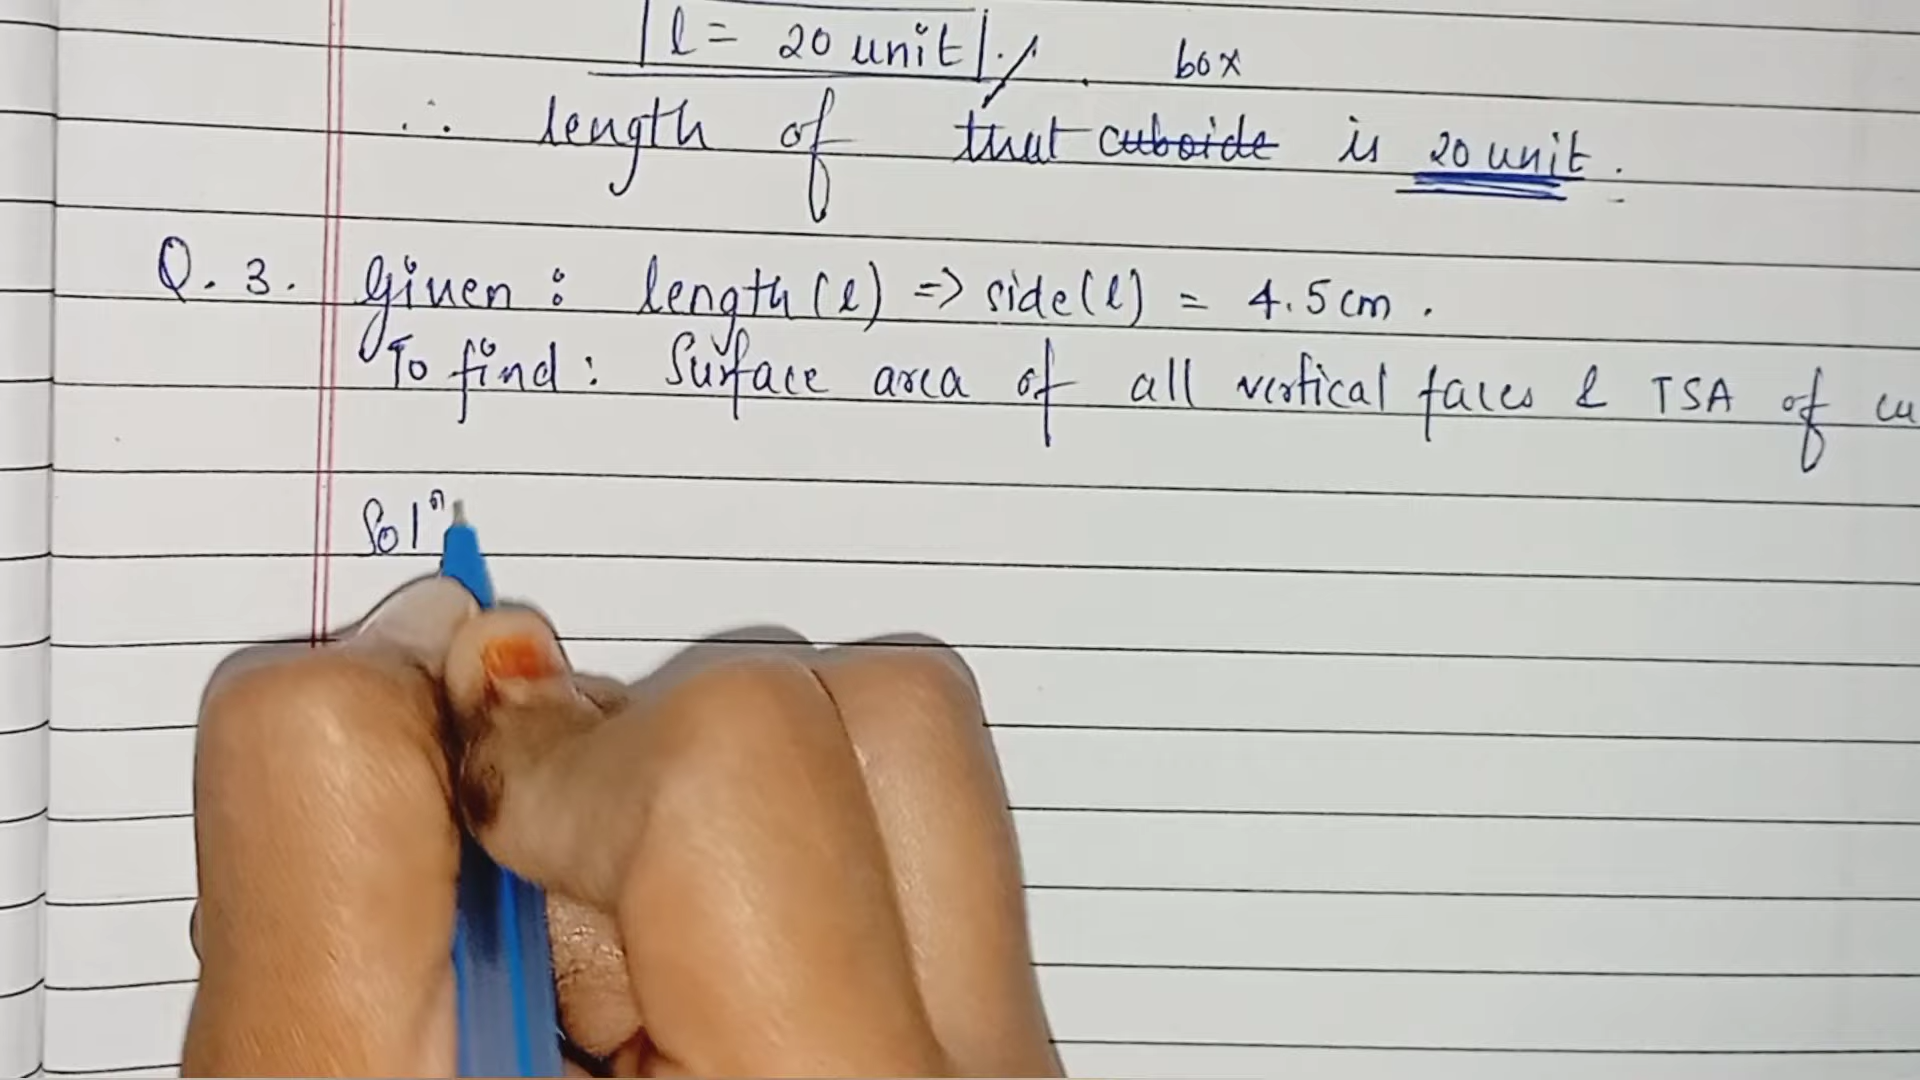 l = 20 unit
box
∴ length of that cuboide is 20 unit.
Q. 3. Given : length (l) => side (l) = 4.5 cm .
To find : Surface area of all vertical faces & TSA of cu
Solⁿ